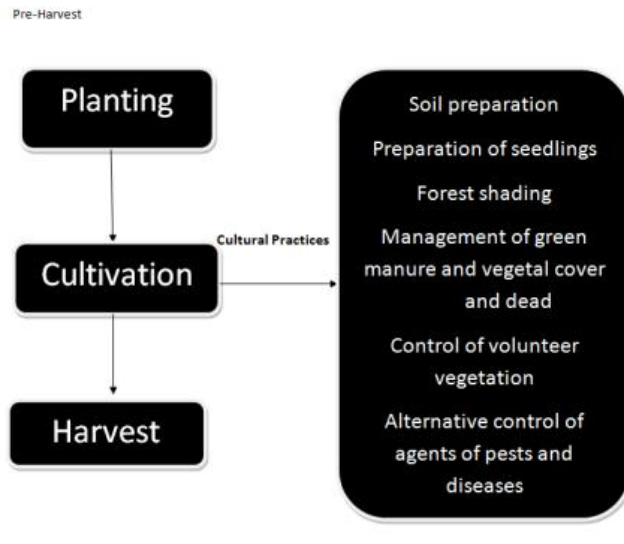 Pre-Harvest
Planting
Cultivation
Harvest
Cultural Practices
Soil preparation
Preparation of seedlings
Forest shading
Management of green
manure and vegetal cover
and dead
Control of volunteer
vegetation
Alternative control of
agents of pests and
diseases